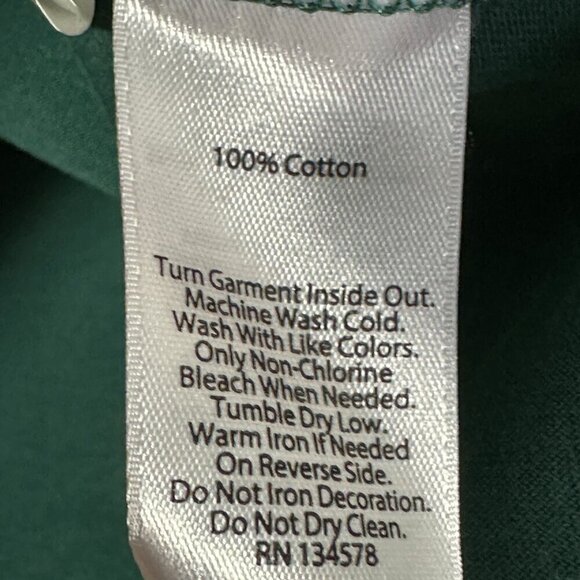 100% Cotton
Turn Garment Inside Out.
Machine Wash Cold.
Wash With Like Colors.
Only Non-Chlorine
Bleach When Needed.
Tumble Dry Low.
Warm Iron If Needed
On Reverse Side.
Do Not Iron Decoration.
Do Not Dry Clean.
RN 134578